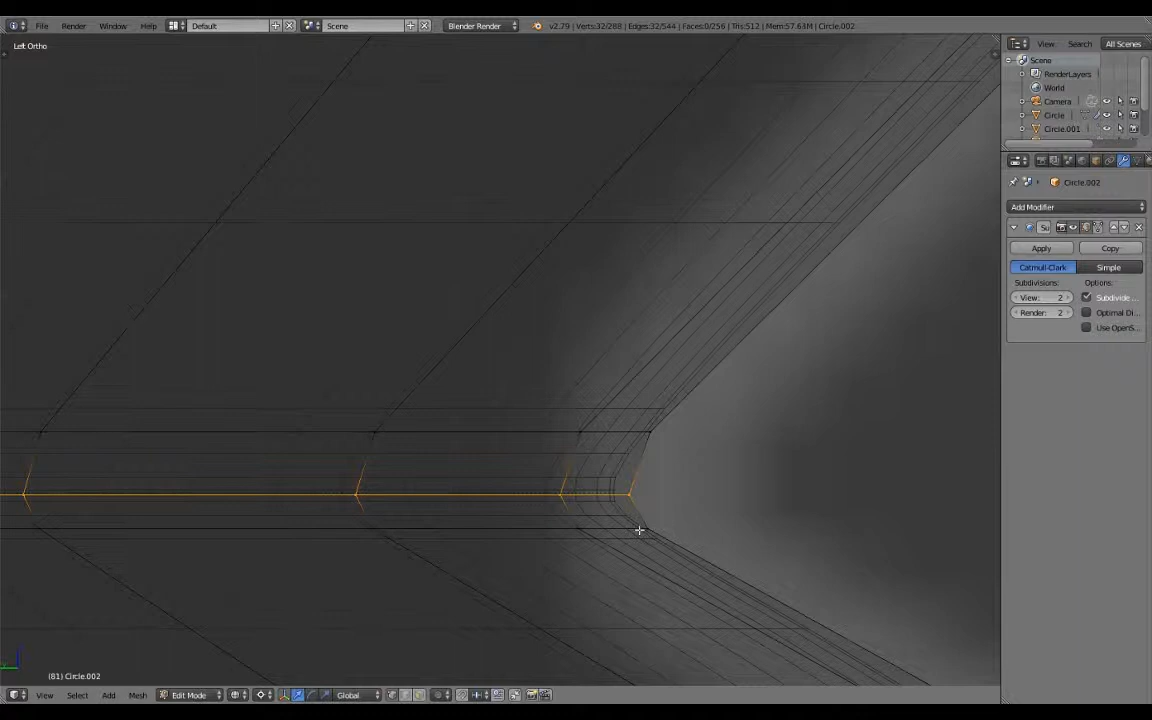 File Render Window Help Default Scene Blender Render v2.79 | Verts:32/288 | Edges:32/544 | Faces:0/256 | Tris:512 | Mem:57.63M | Circle.002
Left Ortho
View Search All Scenes
Scene
RenderLayers
World
Camera
Circle
Circle.001
Circle.002
Add Modifier
Su
Apply Copy
Catmull-Clark Simple
Subdivisions: Options:
View: 2 Subdivide ...
Render: 2 Optimal Di...
Use OpenS...
(81) Circle.002
View Select Add Mesh Edit Mode Global